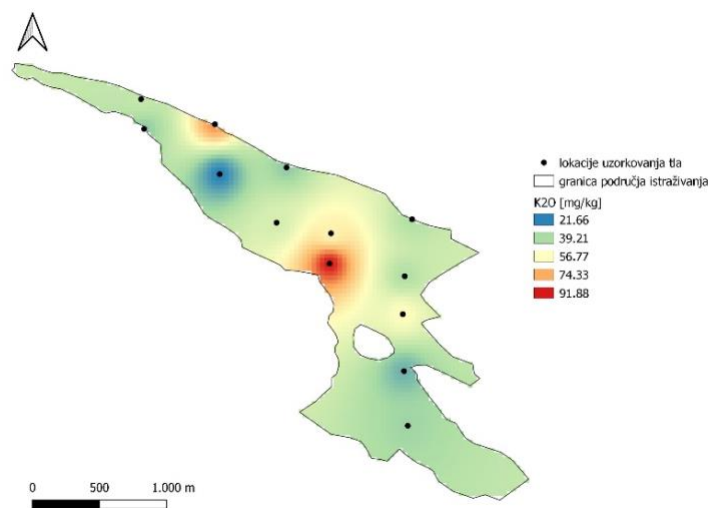 lokacije uzorkovanja tla
granica područja istraživanja
K2O [mg/kg]
21.66
39.21
56.77
74.33
91.88
0 500 1.000 m